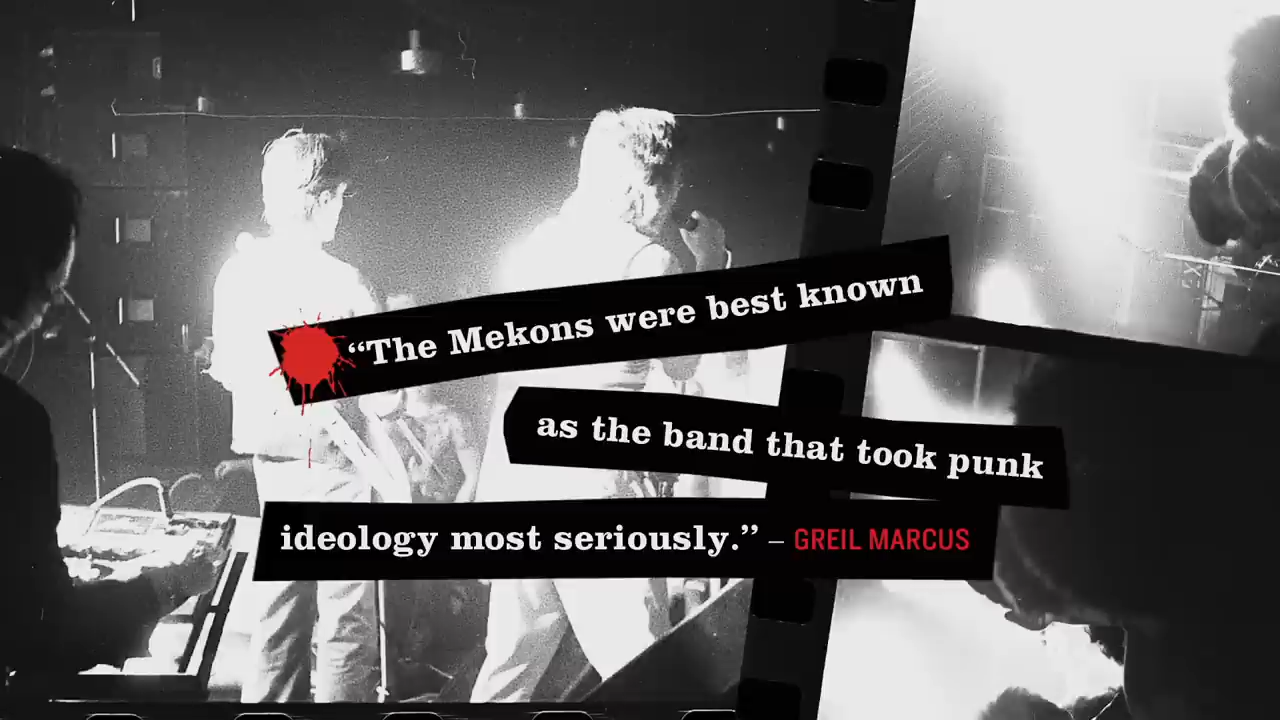 “The Mekons were best known
as the band that took punk
ideology most seriously.” – GREIL MARCUS